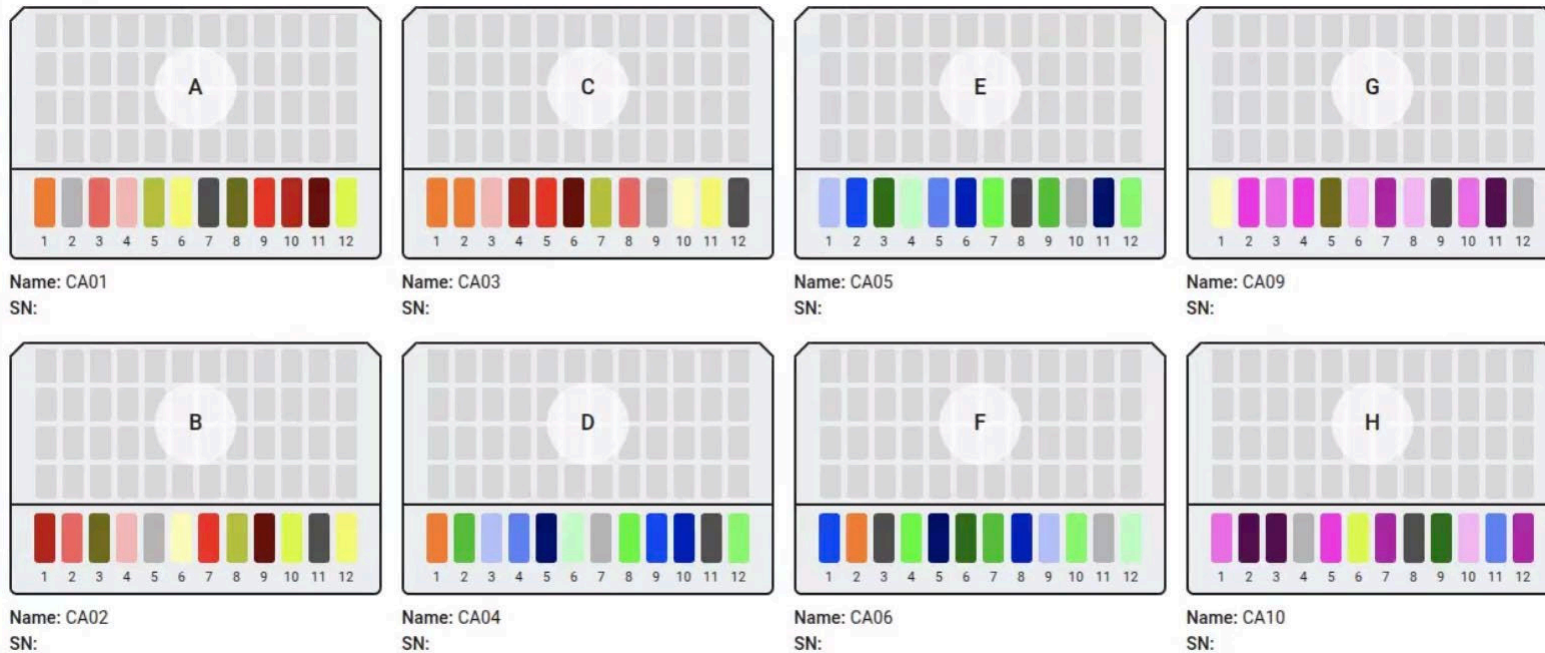 A
C
E
G
1 2 3 4 5 6 7 8 9 10 11 12
1 2 3 4 5 6 7 8 9 10 11 12
1 2 3 4 5 6 7 8 9 10 11 12
1 2 3 4 5 6 7 8 9 10 11 12
Name: CA01
SN:
Name: CA03
SN:
Name: CA05
SN:
Name: CA09
SN:
B
D
F
H
1 2 3 4 5 6 7 8 9 10 11 12
1 2 3 4 5 6 7 8 9 10 11 12
1 2 3 4 5 6 7 8 9 10 11 12
1 2 3 4 5 6 7 8 9 10 11 12
Name: CA02
SN:
Name: CA04
SN:
Name: CA06
SN:
Name: CA10
SN: